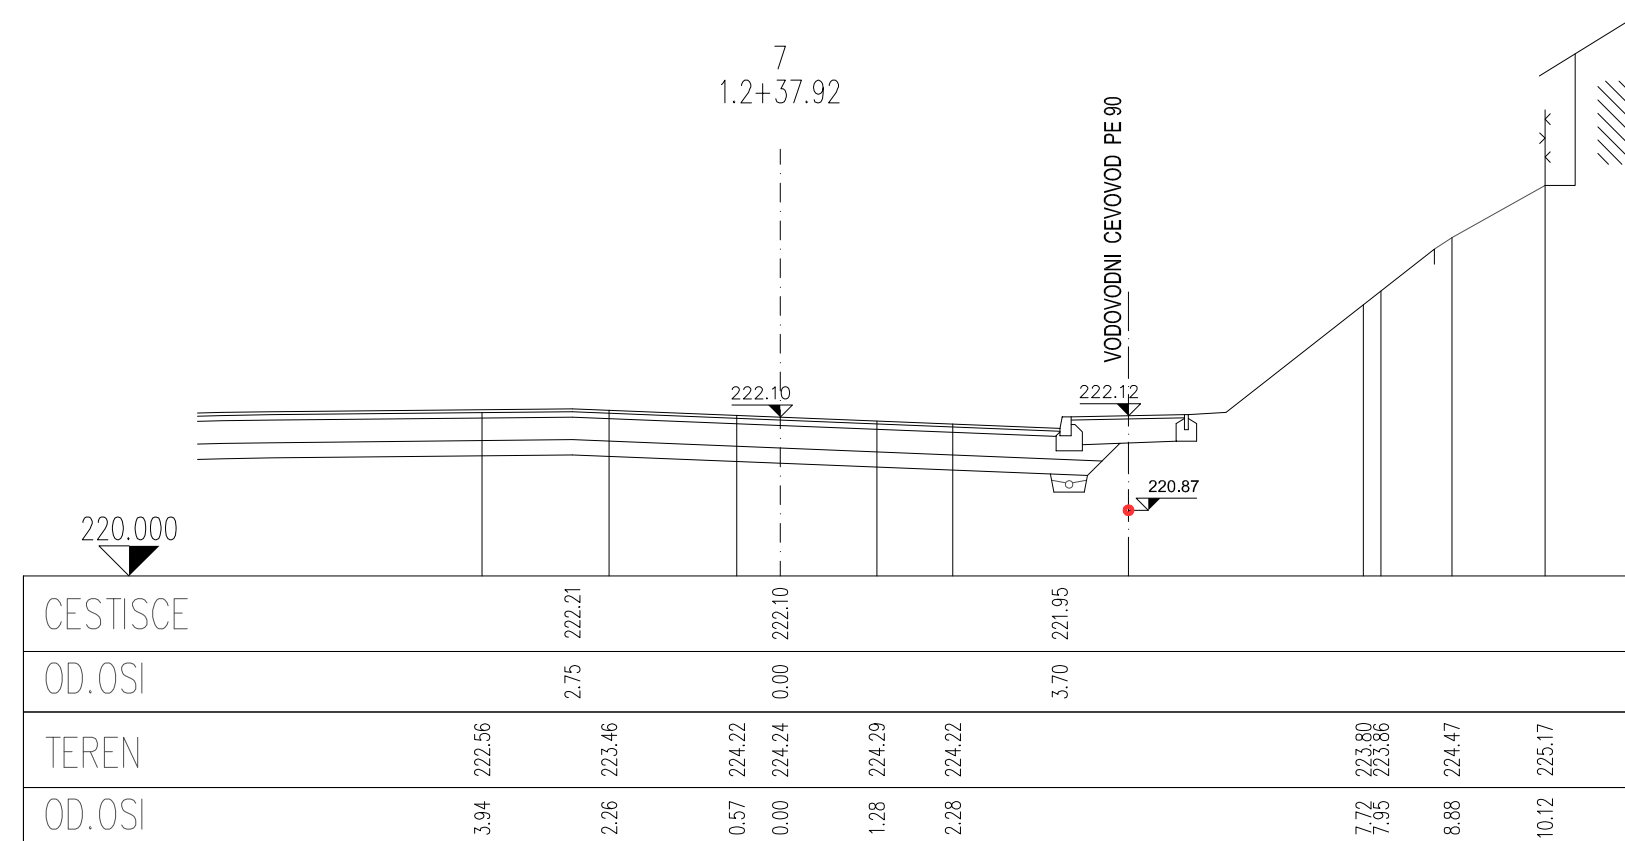 7
1.2+37.92
VODOVODNI CEVOVOD PE 90
222.10
222.12
220.87
220.000
CESTISCE 222.21 222.10 221.95
OD.OSI 2.75 0.00 3.70
TEREN 222.56 223.46 224.22 224.24 224.29 224.22 223.80 223.86 224.47 225.17
OD.OSI 3.94 2.26 0.57 0.00 1.28 2.28 7.72 7.95 8.88 10.12